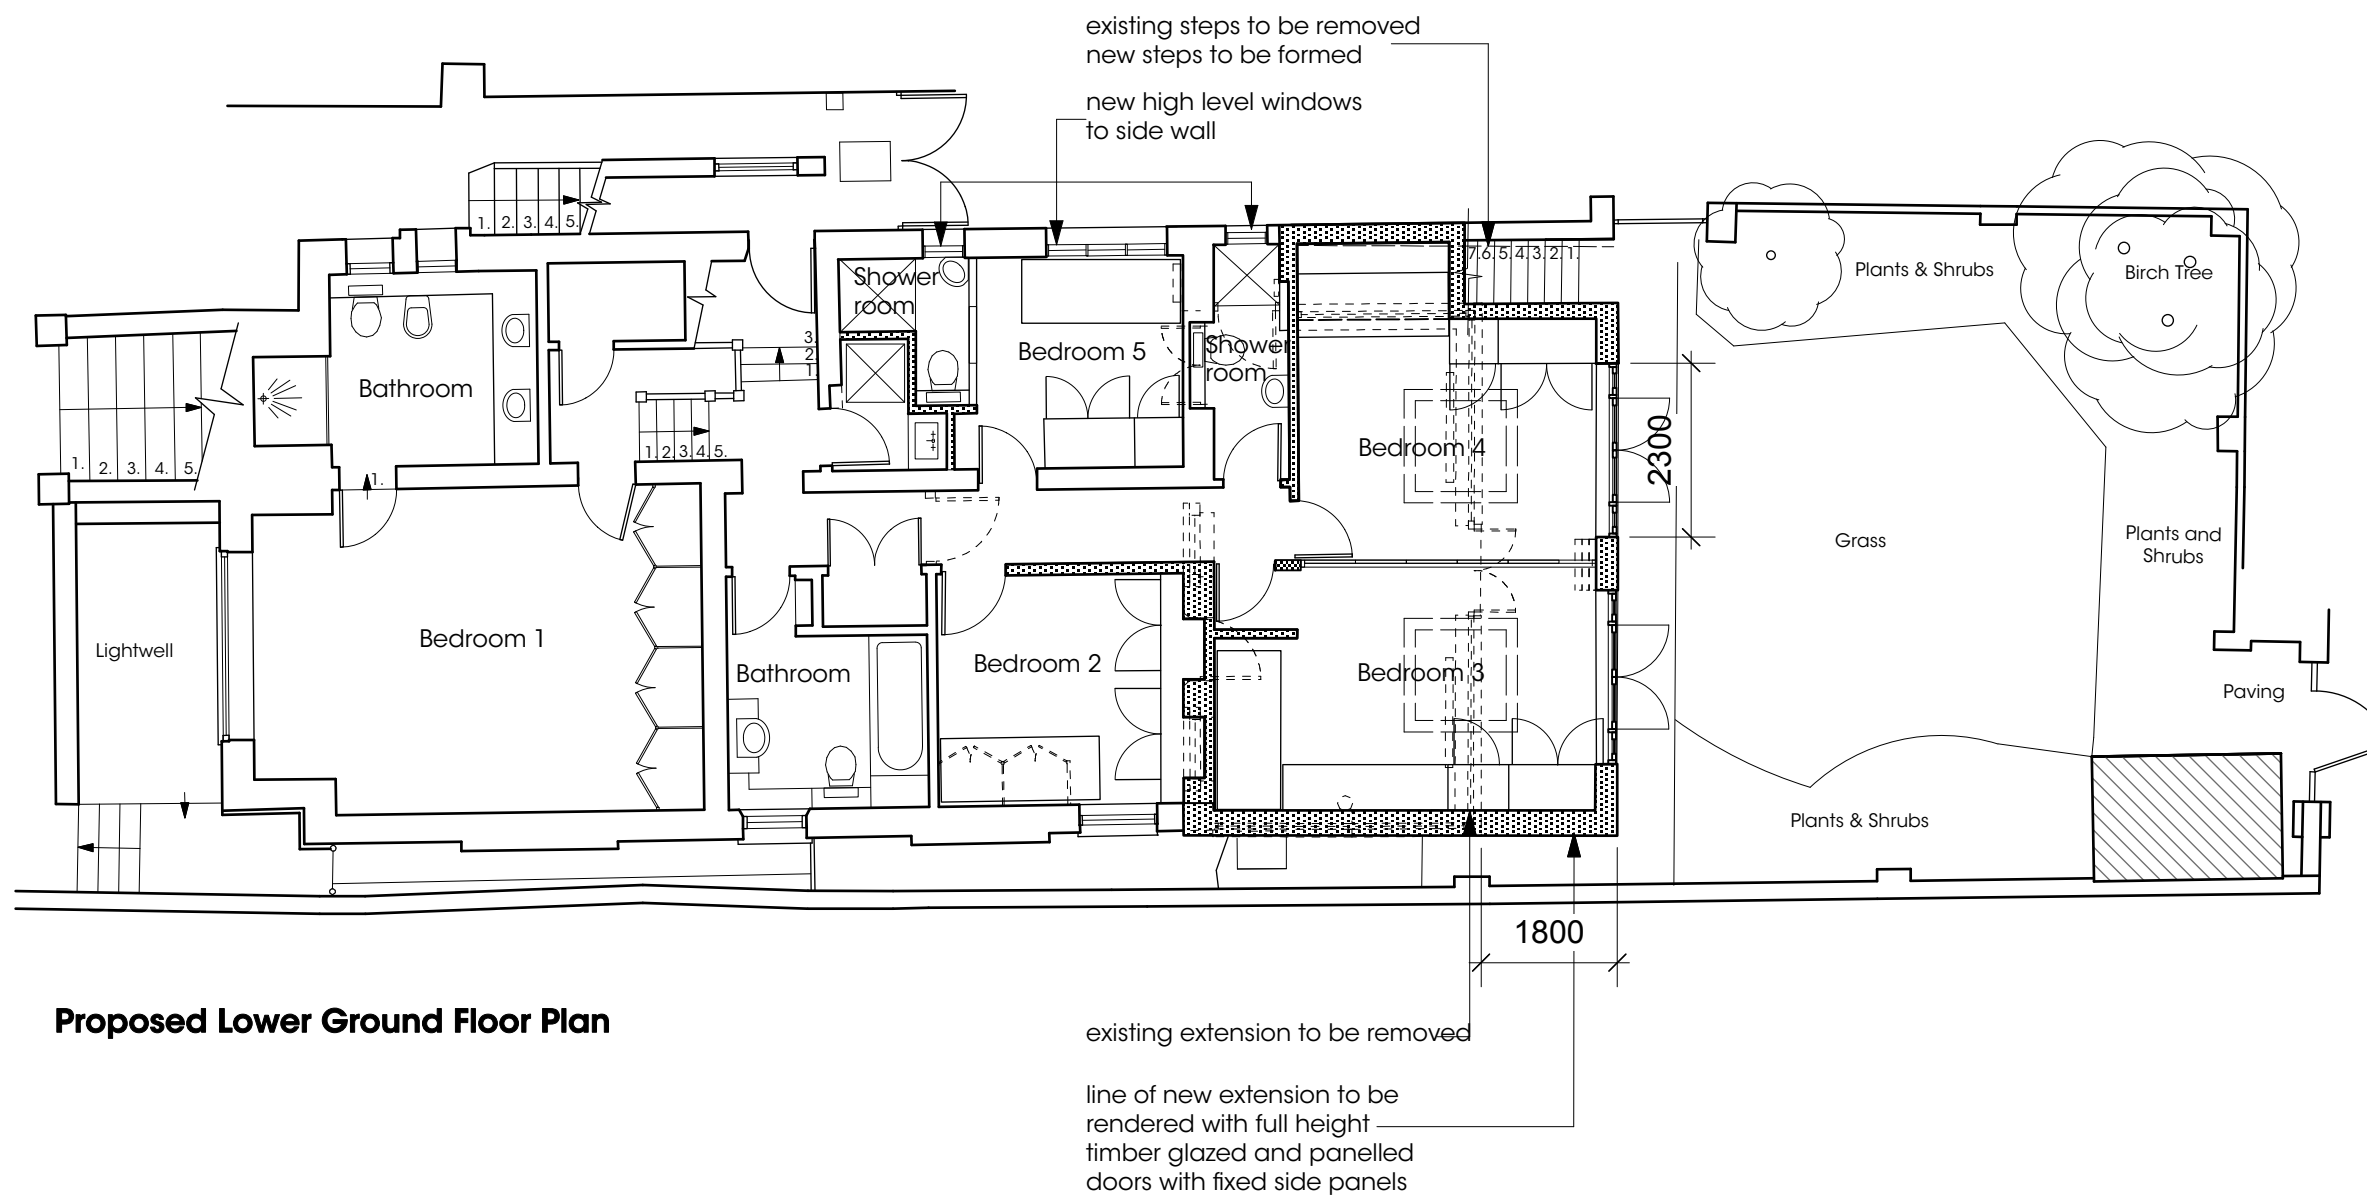 existing steps to be removed
new steps to be formed
new high level windows
to side wall
1. 2. 3. 4. 5.
7. 6. 5. 4. 3. 2. 1.
Plants & Shrubs
Birch Tree
Shower
room
3.
2.
1.
Bedroom 5
Shower
room
Bathroom
Bedroom 4
2300
1. 2. 3. 4. 5.
1. 2. 3. 4. 5.
1.
Grass
Plants and
Shrubs
Lightwell
Bedroom 1
Bathroom
Bedroom 2
Bedroom 3
Paving
Plants & Shrubs
1800
Proposed Lower Ground Floor Plan
existing extension to be removed
line of new extension to be
rendered with full height
timber glazed and panelled
doors with fixed side panels